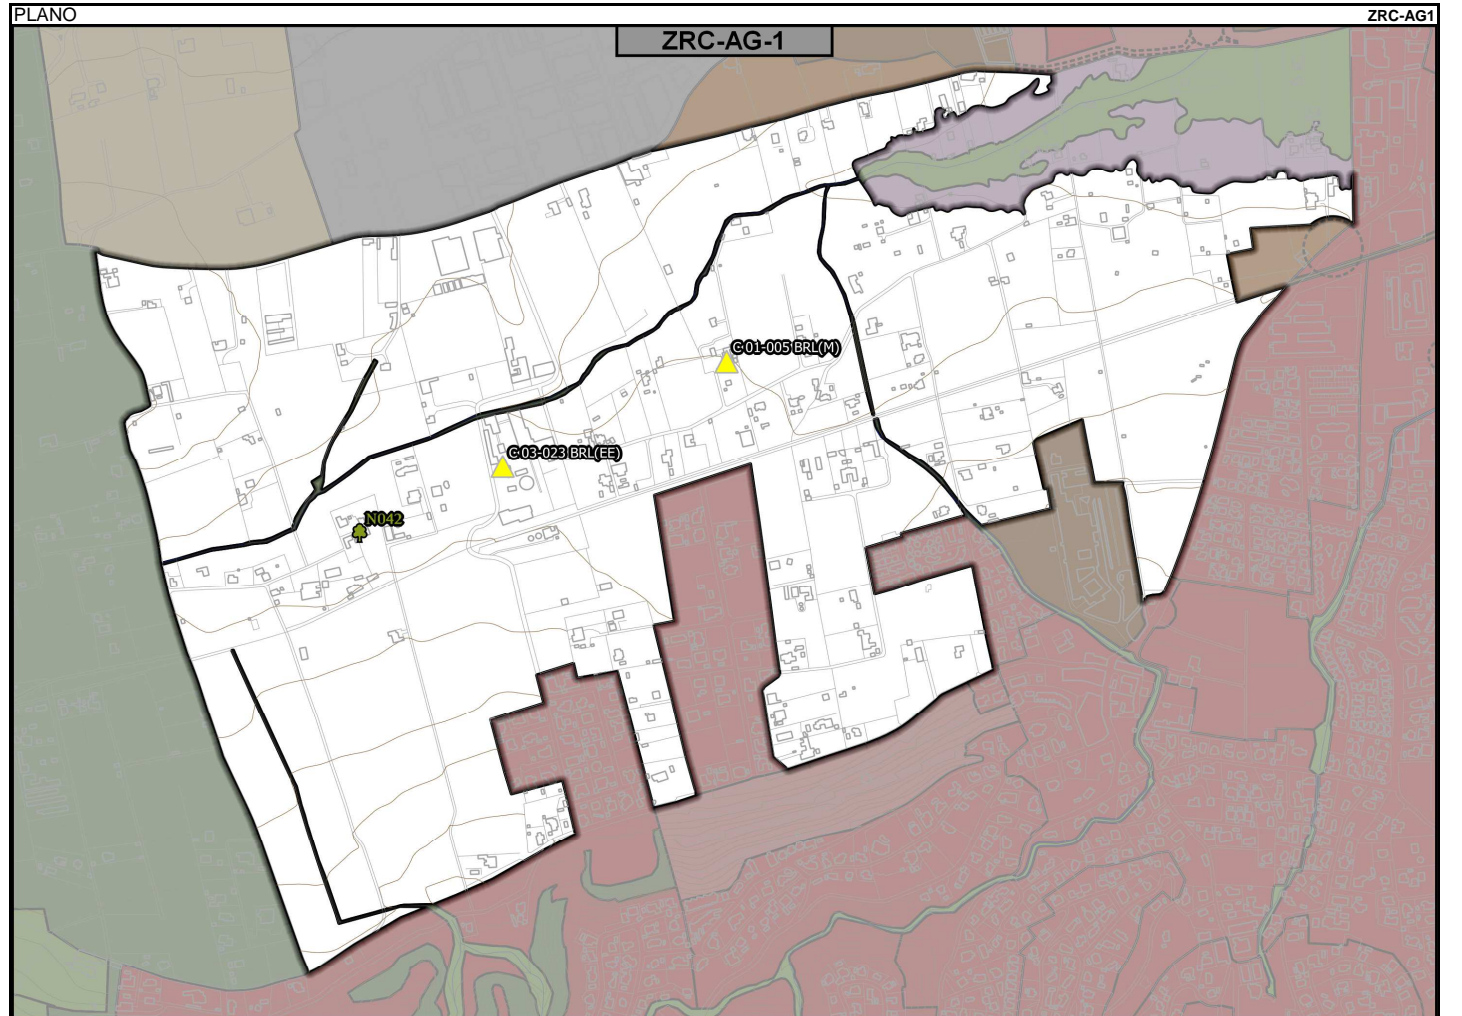 PLANO
ZRC-AG1
ZRC-AG-1
C 01-005 BRL(M)
C 03-023 BRL(EE)
N042